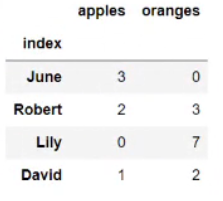 apples oranges
index
June 3 0
Robert 2 3
Lily 0 7
David 1 2